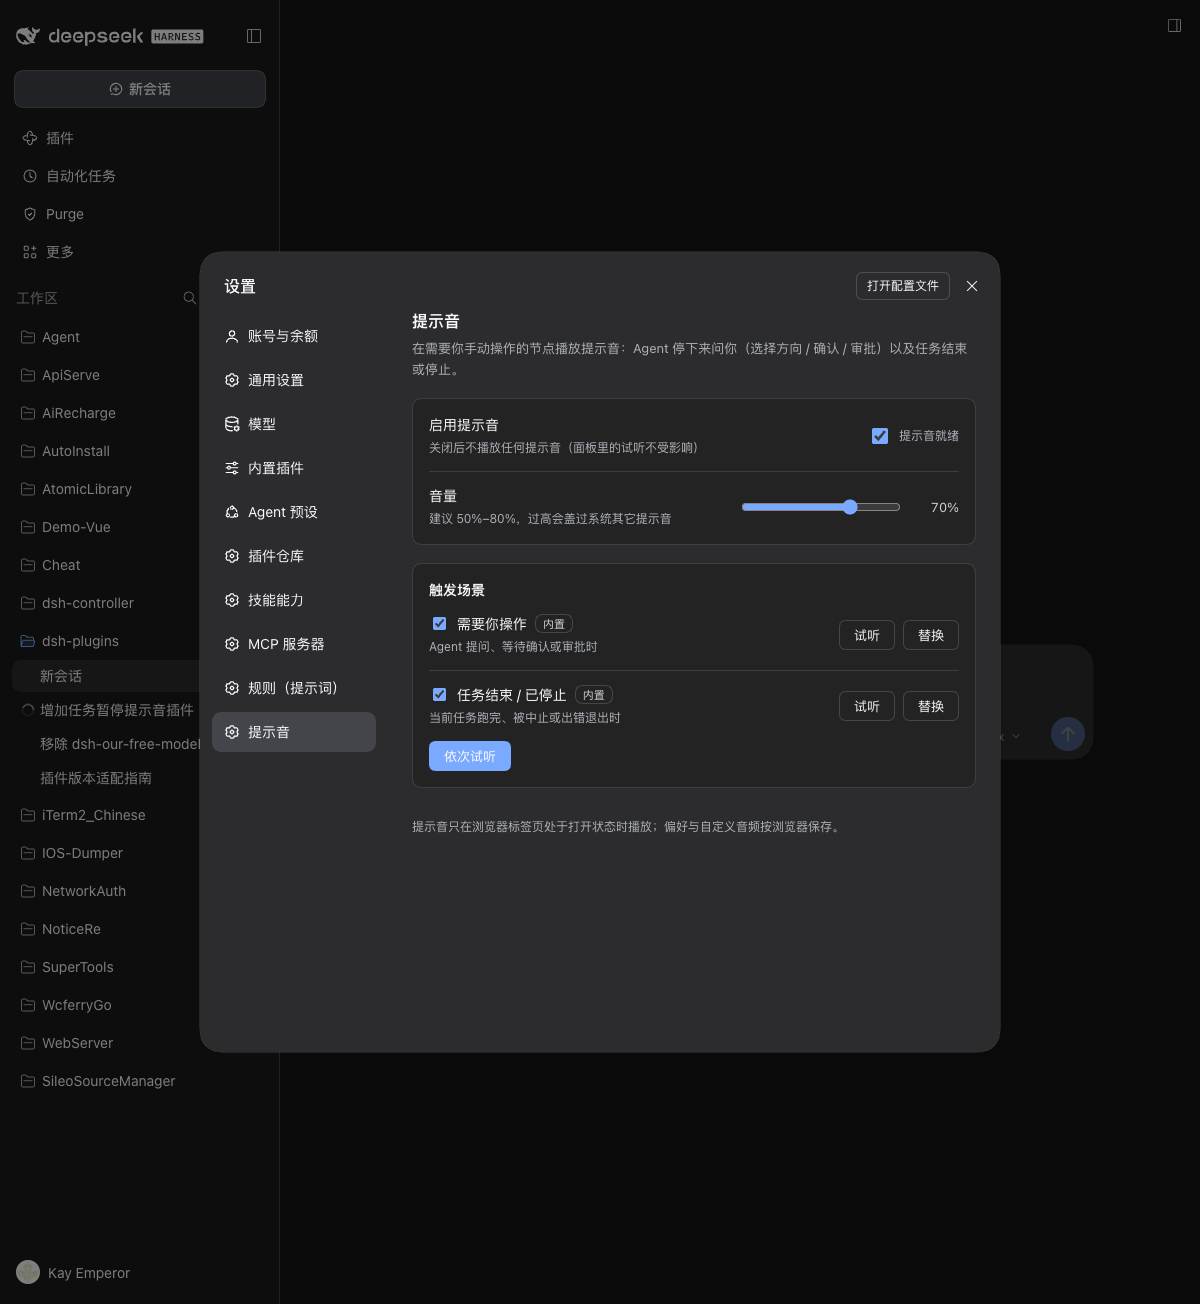 deepseek HARNESS
新会话
插件
自动化任务
Purge
更多
工作区
Agent
ApiServe
AiRecharge
AutoInstall
AtomicLibrary
Demo-Vue
Cheat
dsh-controller
dsh-plugins
新会话
增加任务暂停提示音插件
移除 dsh-our-free-model
插件版本适配指南
iTerm2_Chinese
IOS-Dumper
NetworkAuth
NoticeRe
SuperTools
WcferryGo
WebServer
SileoSourceManager
Kay Emperor
设置
打开配置文件
账号与余额
通用设置
模型
内置插件
Agent 预设
插件仓库
技能能力
MCP 服务器
规则（提示词）
提示音
提示音
在需要你手动操作的节点播放提示音：Agent 停下来问你（选择方向 / 确认 / 审批）以及任务结束
或停止。
启用提示音
关闭后不播放任何提示音（面板里的试听不受影响）
提示音就绪
音量
建议 50%–80%，过高会盖过系统其它提示音
70%
触发场景
需要你操作 内置
Agent 提问、等待确认或审批时
试听 替换
任务结束 / 已停止 内置
当前任务跑完、被中止或出错退出时
试听 替换
依次试听
提示音只在浏览器标签页处于打开状态时播放；偏好与自定义音频按浏览器保存。